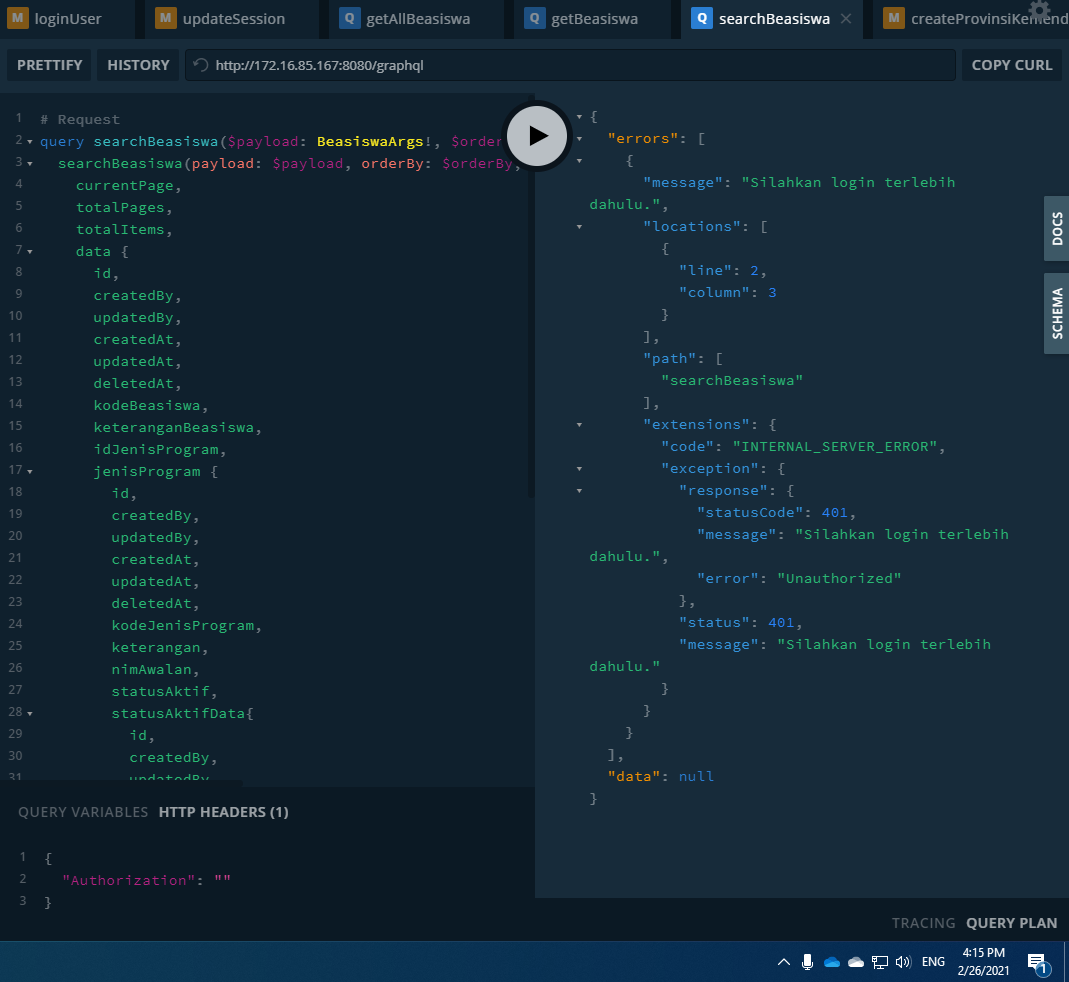 M loginUser
M updateSession
Q getAllBeasiswa
Q getBeasiswa
Q searchBeasiswa ×
M createProvinsiKemend
PRETTIFY HISTORY http://172.16.85.167:8080/graphql COPY CURL
1 # Request
2 query searchBeasiswa($payload: BeasiswaArgs!, $order
3 searchBeasiswa(payload: $payload, orderBy: $orderBy,
4 currentPage,
5 totalPages,
6 totalItems,
7 data {
8 id,
9 createdBy,
10 updatedBy,
11 createdAt,
12 updatedAt,
13 deletedAt,
14 kodeBeasiswa,
15 keteranganBeasiswa,
16 idJenisProgram,
17 jenisProgram {
18 id,
19 createdBy,
20 updatedBy,
21 createdAt,
22 updatedAt,
23 deletedAt,
24 kodeJenisProgram,
25 keterangan,
26 nimAwalan,
27 statusAktif,
28 statusAktifData{
29 id,
30 createdBy,
31 updatedBy
QUERY VARIABLES HTTP HEADERS (1)
1 {
2 "Authorization": ""
3 }
{
"errors": [
{
"message": "Silahkan login terlebih
dahulu.",
"locations": [
{
"line": 2,
"column": 3
}
],
"path": [
"searchBeasiswa"
],
"extensions": {
"code": "INTERNAL_SERVER_ERROR",
"exception": {
"response": {
"statusCode": 401,
"message": "Silahkan login terlebih
dahulu.",
"error": "Unauthorized"
},
"status": 401,
"message": "Silahkan login terlebih
dahulu."
}
}
}
],
"data": null
}
DOCS
SCHEMA
TRACING QUERY PLAN
ENG
4:15 PM
2/26/2021
1